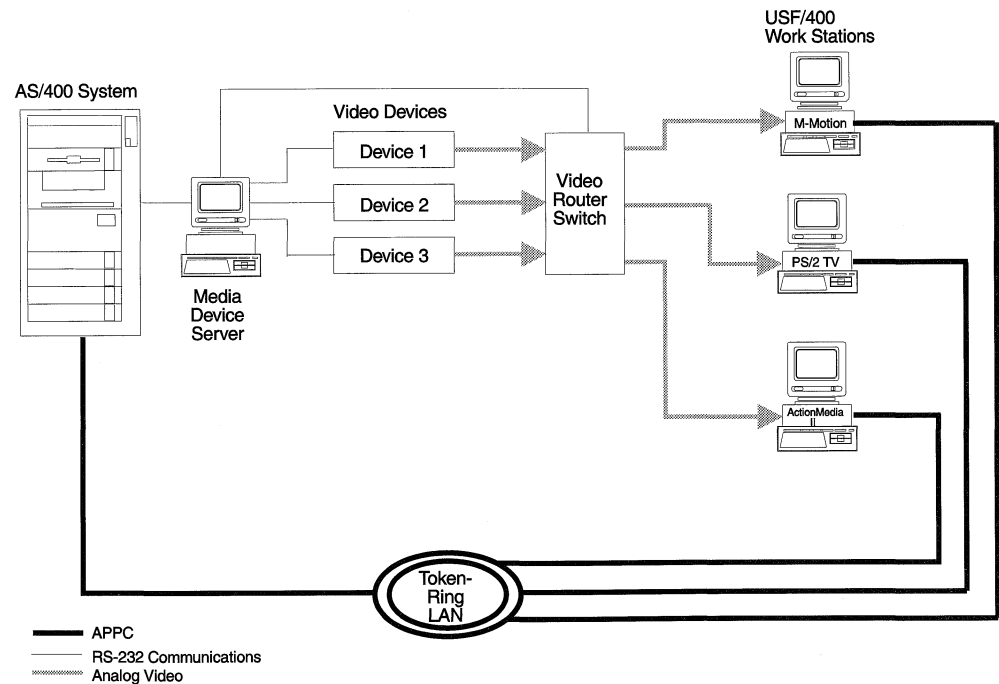 USF/400
Work Stations
AS/400 System
Video Devices
M-Motion
Device 1
Device 2
Device 3
Video
Router
Switch
PS/2 TV
Media
Device
Server
ActionMedia
II
Token-
Ring
LAN
APPC
RS-232 Communications
Analog Video